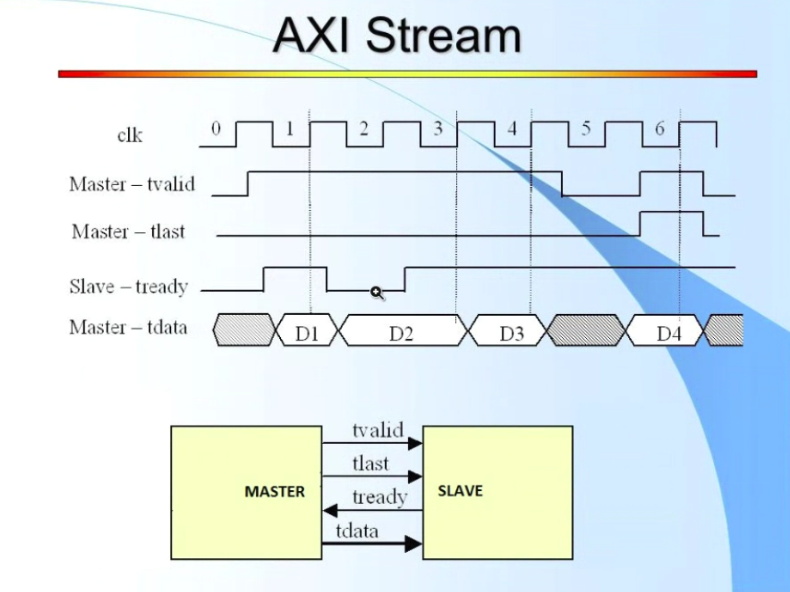 AXI Stream
clk 0 1 2 3 4 5 6
Master – tvalid
Master – tlast
Slave – tready
Master – tdata D1 D2 D3 D4
tvalid
tlast
MASTER SLAVE
tready
tdata